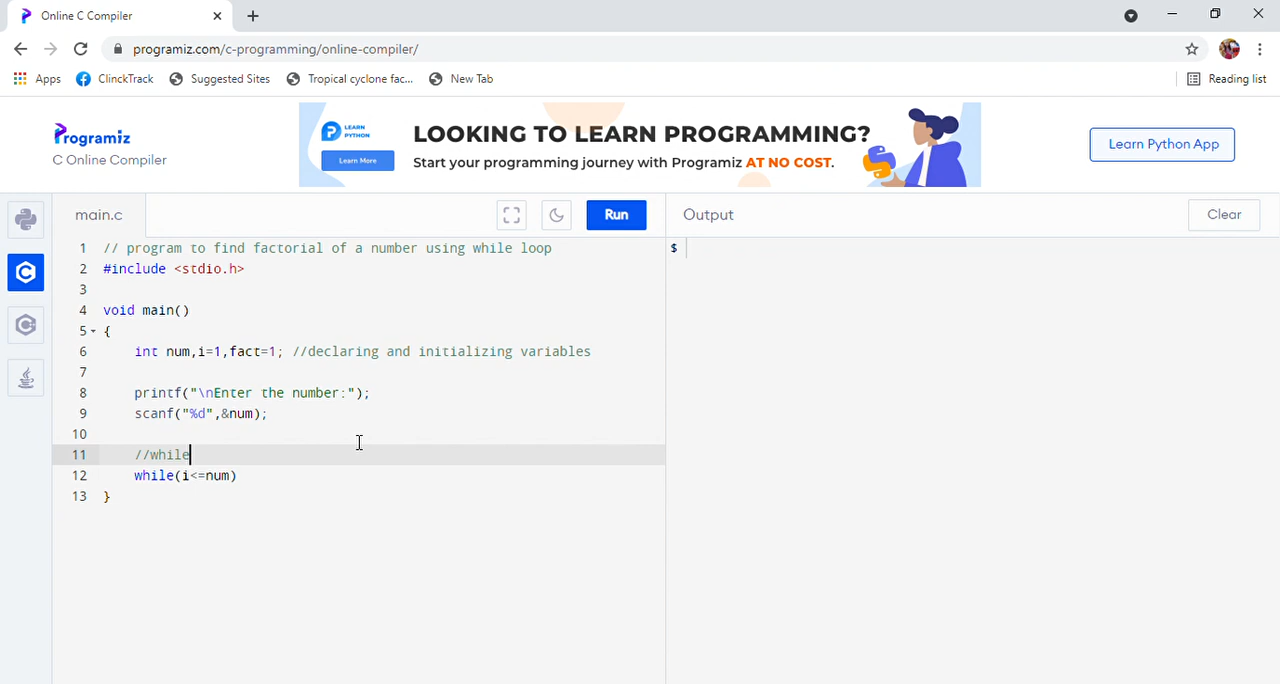 Online C Compiler
programiz.com/c-programming/online-compiler/
Apps ClinckTrack Suggested Sites Tropical cyclone fac... New Tab Reading list
Programiz
C Online Compiler
LEARN PYTHON
Learn More
LOOKING TO LEARN PROGRAMMING?
Start your programming journey with Programiz AT NO COST.
Learn Python App
main.c
Run
Output
Clear
1 // program to find factorial of a number using while loop
2 #include <stdio.h>
3
4 void main()
5 {
6 int num,i=1,fact=1; //declaring and initializing variables
7
8 printf("\nEnter the number:");
9 scanf("%d",&num);
10
11 //while
12 while(i<=num)
13 }
$